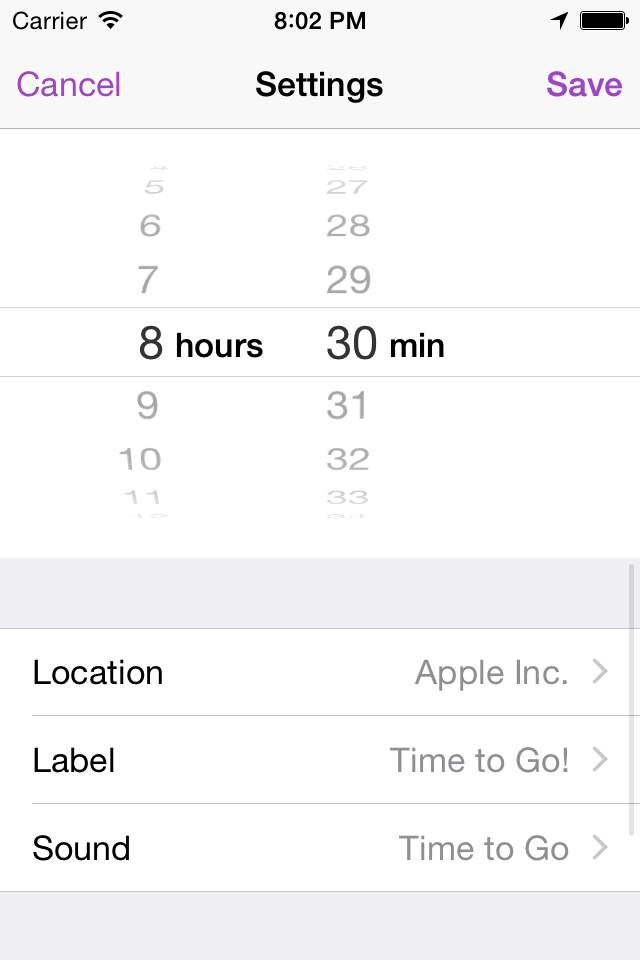 Carrier 8:02 PM
Cancel Settings Save
5 27
6 28
7 29
8 hours 30 min
9 31
10 32
11 33
Location Apple Inc.
Label Time to Go!
Sound Time to Go